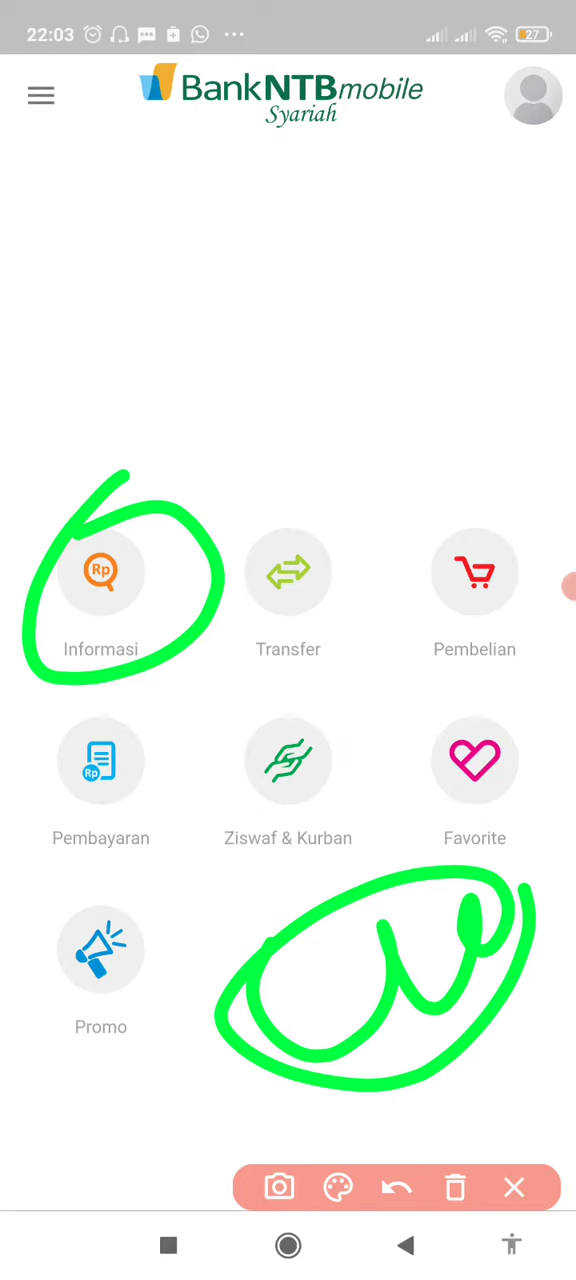 22:03
27
BankNTBmobile
Syariah
Rp
Informasi
Transfer
Pembelian
Rp
Pembayaran
Ziswaf & Kurban
Favorite
Promo